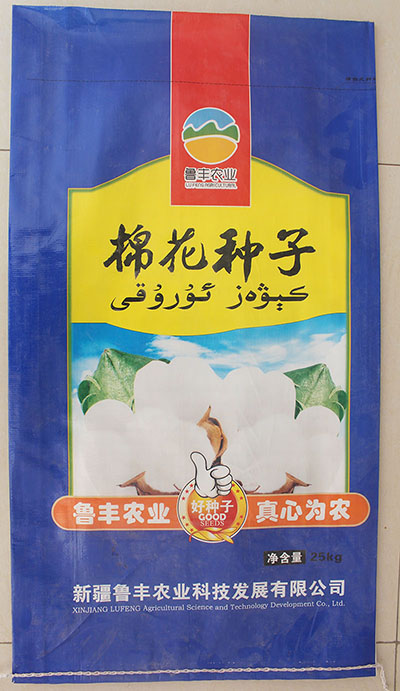 鲁丰农业
LUFENG AGRICULTURE
棉花种子
كېۋەز ئۇرۇقى
鲁丰农业
好种子
GOOD
SEEDS
真心为农
净含量 25kg
新疆鲁丰农业科技发展有限公司
XINJIANG LUFENG Agricultural Science and Technology Development Co., Ltd.